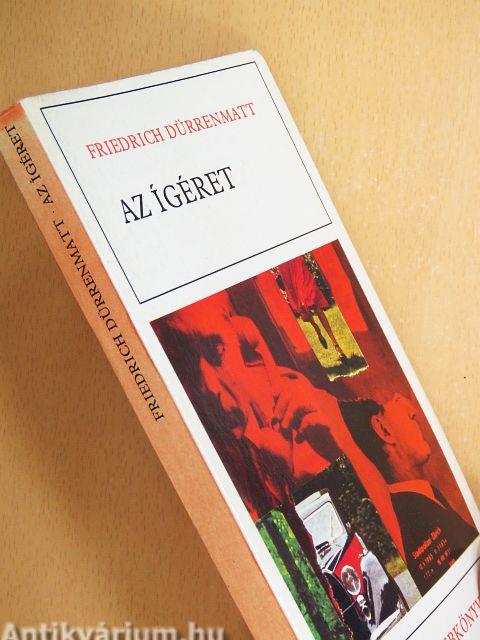 FRIEDRICH DÜRRENMATT
AZ ÍGÉRET
FRIEDRICH DÜRRENMATT · AZ ÍGÉRET
Antikvárium.hu